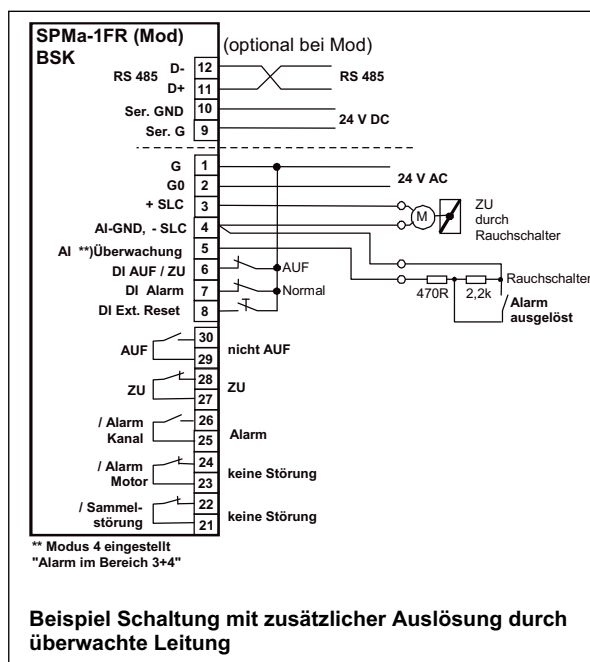 SPMa-1FR (Mod)
BSK
(optional bei Mod)
RS 485
D- 12
D+ 11
RS 485
Ser. GND 10
Ser. G 9
24 V DC
G 1
G0 2
24 V AC
+ SLC 3
AI-GND, - SLC 4
M
ZU
durch
Rauchschalter
AI **)Überwachung 5
DI AUF / ZU 6
AUF
DI Alarm 7
Normal
DI Ext. Reset 8
470R
2,2k
Rauchschalter
Alarm
ausgelöst
AUF
30
29
nicht AUF
ZU
28
27
ZU
/ Alarm
Kanal
26
25
Alarm
/ Alarm
Motor
24
23
keine Störung
/ Sammel-
störung
22
21
keine Störung
** Modus 4 eingestellt
"Alarm im Bereich 3+4"
Beispiel Schaltung mit zusätzlicher Auslösung durch
überwachte Leitung